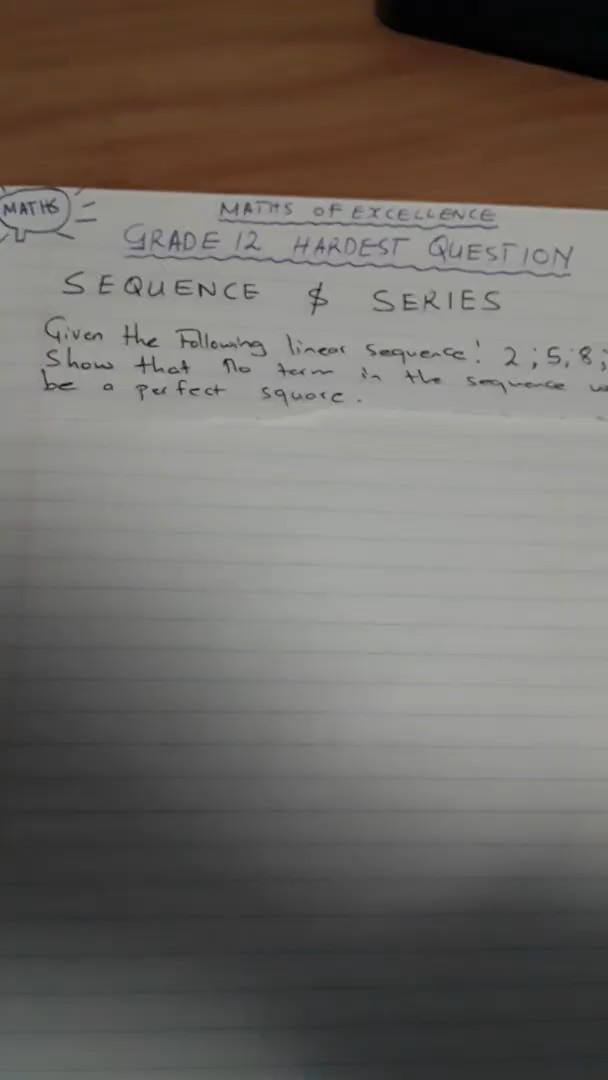 MATHS
MATHS OF EXCELLENCE
GRADE 12 HARDEST QUESTION
SEQUENCE & SERIES
Given the Following linear sequence: 2; 5; 8;
Show that no term in the sequence
be a perfect square.